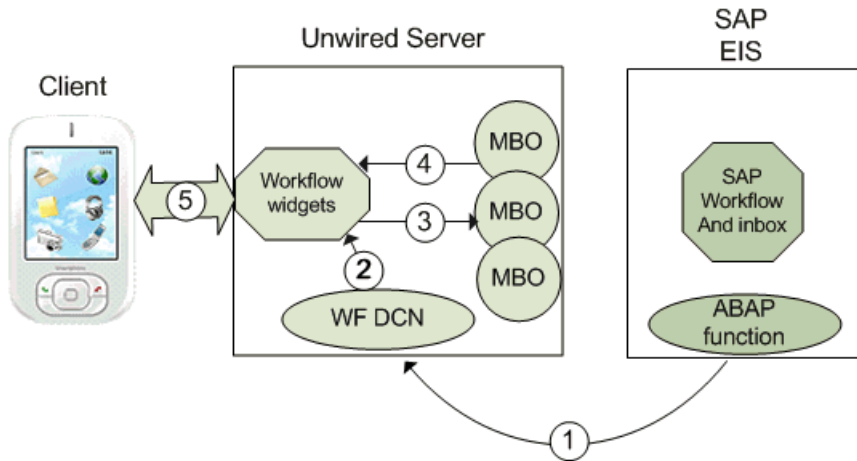 Unwired Server
SAP
EIS
Client
MBO
4
Workflow
widgets
5
3
MBO
2
MBO
WF DCN
SAP
Workflow
And inbox
ABAP
function
1